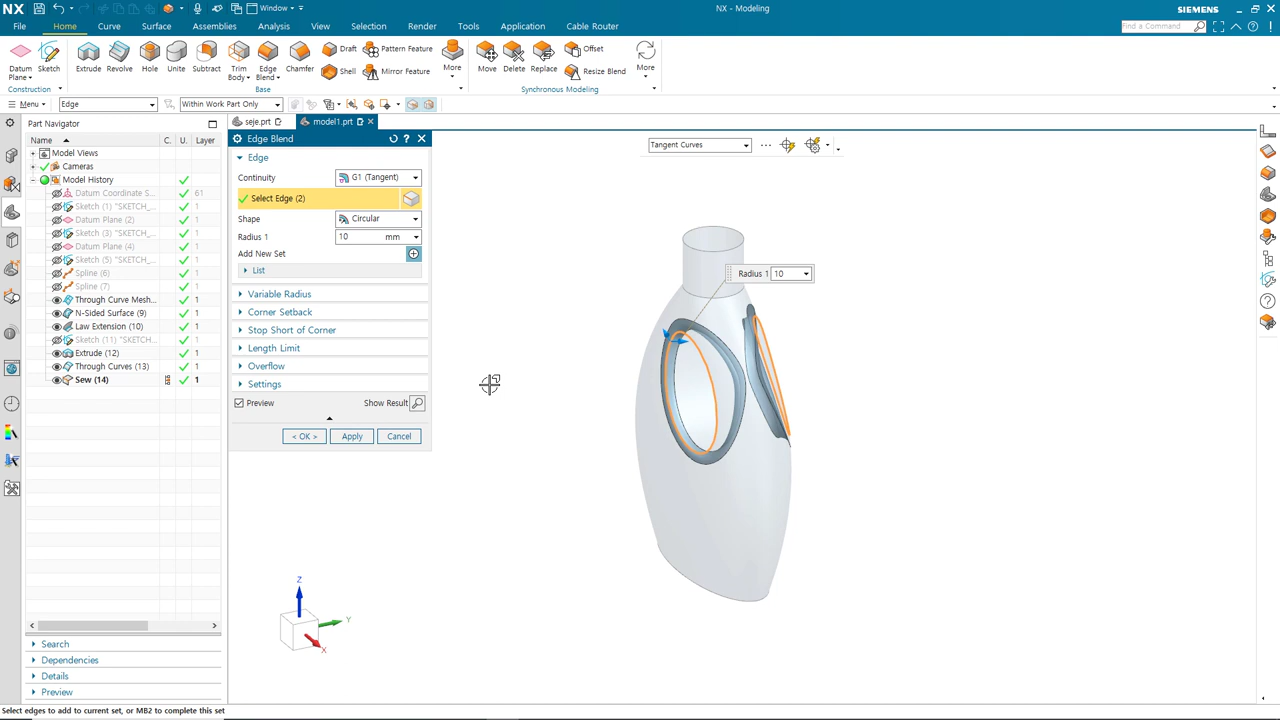 NX
Window
NX - Modeling
SIEMENS
File
Home
Curve
Surface
Assemblies
Analysis
View
Selection
Render
Tools
Application
Cable Router
Find a Command
Datum Plane
Sketch
Extrude
Revolve
Hole
Unite
Subtract
Trim Body
Edge Blend
Chamfer
Draft
Shell
Pattern Feature
Mirror Feature
More
Move
Delete
Replace
Offset
Resize Blend
More
Construction
Base
Synchronous Modeling
Menu
Edge
Within Work Part Only
Part Navigator
seje.prt
model1.prt
Name
C.
U.
Layer
Model Views
Cameras
Model History
Datum Coordinate S... 61
Sketch (1) "SKETCH_... 1
Datum Plane (2) 1
Sketch (3) "SKETCH_... 1
Datum Plane (4) 1
Sketch (5) "SKETCH_... 1
Spline (6) 1
Spline (7) 1
Through Curve Mesh... 1
N-Sided Surface (9) 1
Law Extension (10) 1
Sketch (11) "SKETCH_... 1
Extrude (12) 1
Through Curves (13) 1
Sew (14) 1
Search
Dependencies
Details
Preview
Edge Blend
Edge
Continuity G1 (Tangent)
Select Edge (2)
Shape Circular
Radius 1 10 mm
Add New Set
List
Variable Radius
Corner Setback
Stop Short of Corner
Length Limit
Overflow
Settings
Preview
Show Result
< OK >
Apply
Cancel
Tangent Curves
Radius 1 10
Z
Y
X
Select edges to add to current set, or MB2 to complete this set